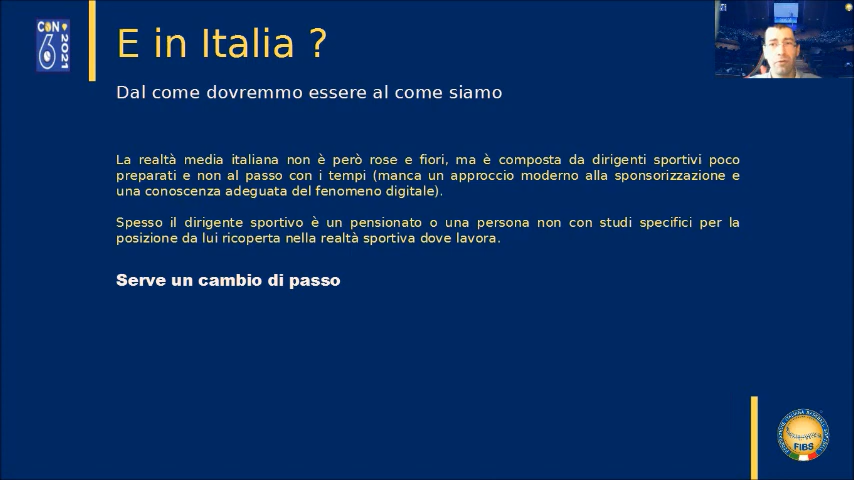 CON
6
2021
E in Italia ?
Dal come dovremmo essere al come siamo
La realtà media italiana non è però rose e fiori, ma è composta da dirigenti sportivi poco
preparati e non al passo con i tempi (manca un approccio moderno alla sponsorizzazione e
una conoscenza adeguata del fenomeno digitale).
Spesso il dirigente sportivo è un pensionato o una persona non con studi specifici per la
posizione da lui ricoperta nella realtà sportiva dove lavora.
Serve un cambio di passo
FIBS